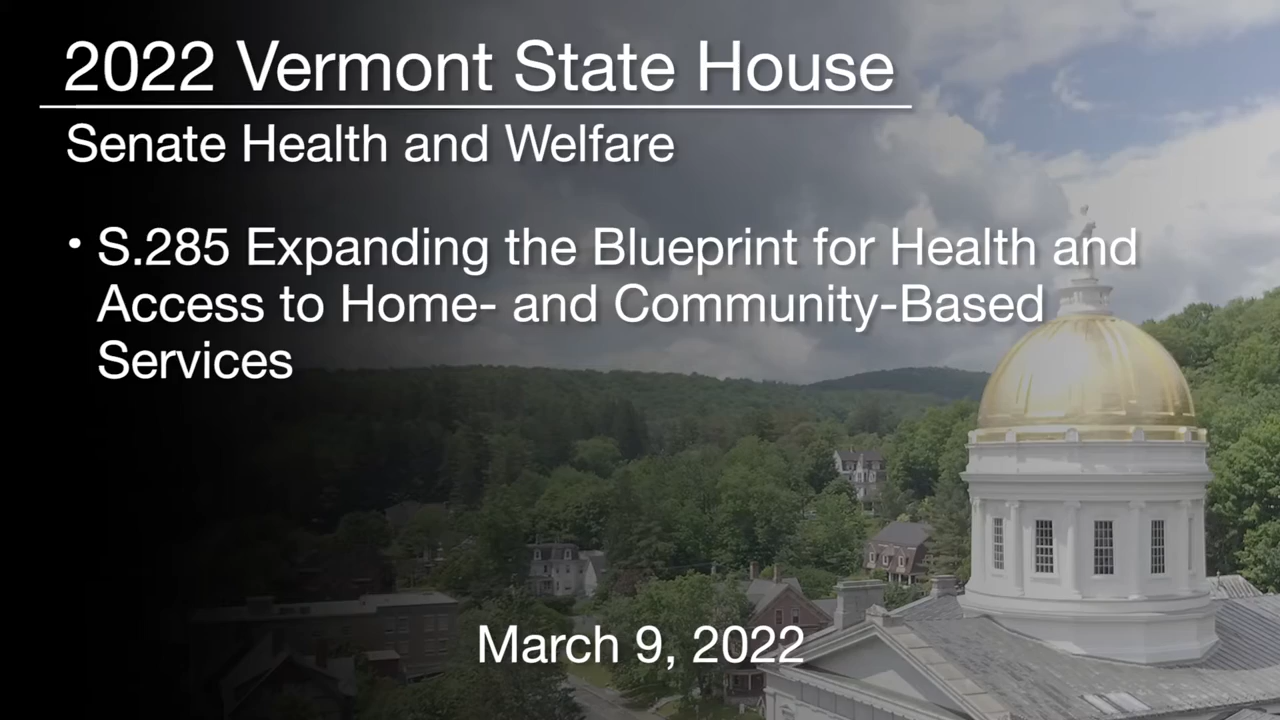 2022 Vermont State House
Senate Health and Welfare
• S.285 Expanding the Blueprint for Health and
Access to Home- and Community-Based
Services
March 9, 2022